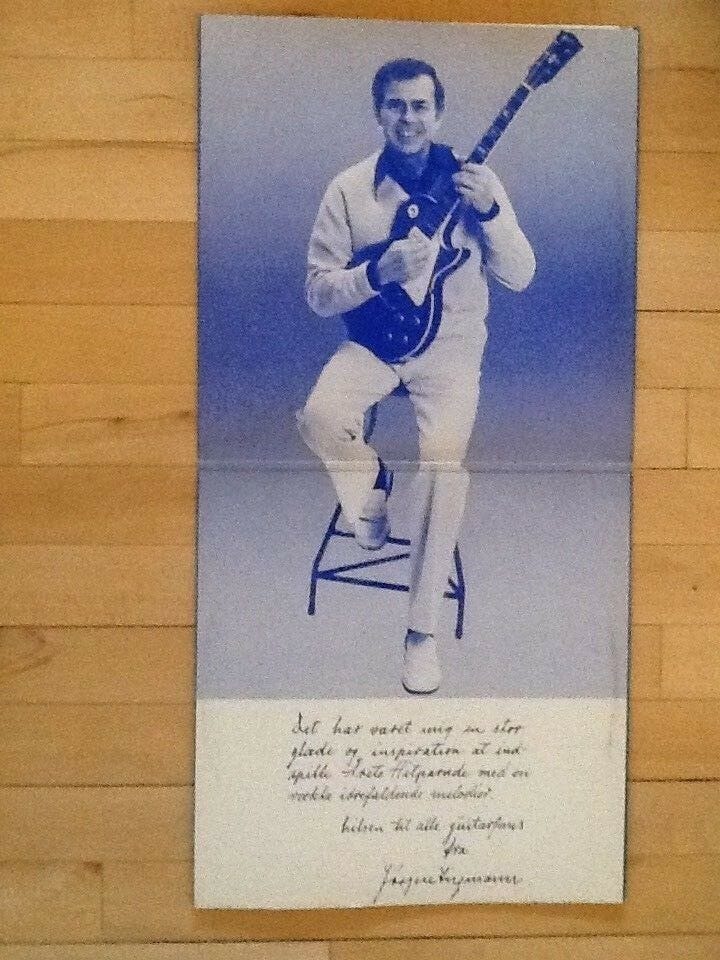 Det har været mig en stor
glæde og inspiration at ind-
spille Årets Hitparade med en
række iørefaldende melodier.
hilsen til alle guitarfans
fra
Jørgen Ingmann